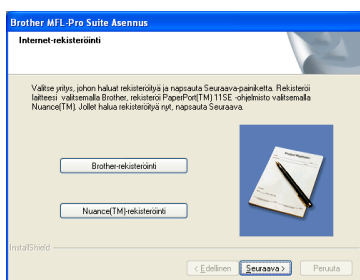 Brother MFL-Pro Suite Asennus
Internet-rekisteröinti
Valitse yritys, johon haluat rekisteröityä ja napsauta Seuraava-painiketta. Rekisteröi
laitteesi valitsemalla Brother, rekisteröi PaperPort(TM) 11SE -ohjelmisto valitsemalla
Nuance(TM). Jollet halua rekisteröityä nyt, napsauta Seuraava.
Brother-rekisteröinti
Nuance(TM)-rekisteröinti
InstallShield
< Edellinen
Seuraava >
Peruuta